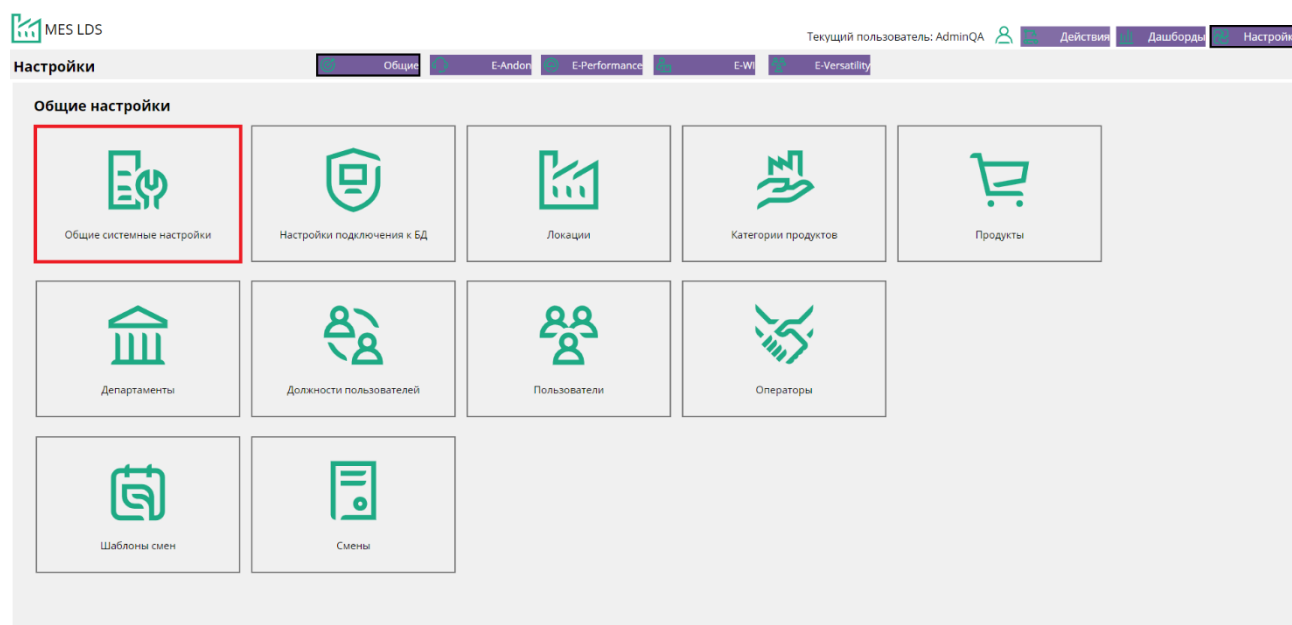 MES LDS
Текущий пользователь: AdminQA Действия Дашборды Настройк
Настройки Общие E-Andon E-Performance E-WI E-Versatility
Общие настройки
Общие системные настройки Настройки подключения к БД Локации Категории продуктов Продукты
Департаменты Должности пользователей Пользователи Операторы
Шаблоны смен Смены